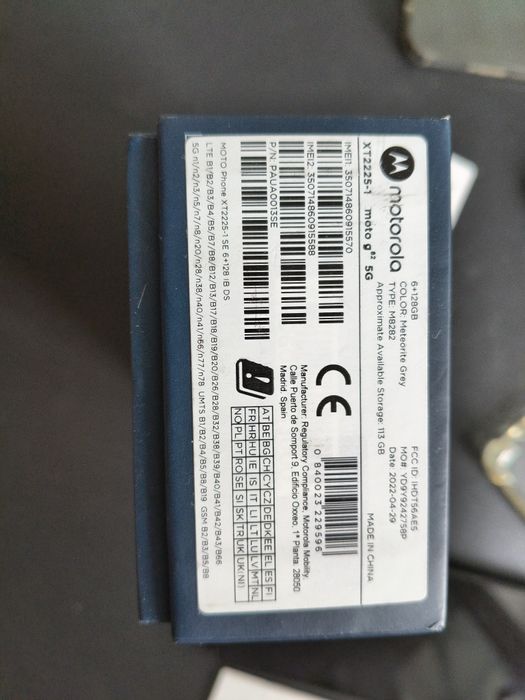 motorola
6+128GB
COLOR: Meteorite Grey
TYPE: M82B2
FCC ID: IHDT56AE5
MO#: YD9Y9242758P
Date: 2022-04-29
XT2225-1 moto g⁸² 5G
Approximate Available Storage: 113 GB
MADE IN CHINA
IMEI1: 350714860915570
IMEI2: 350714860915588
P/N: PAUA0013SE
CE
0 840023 229596
Manufacturer: Regulatory Compliance, Motorola Mobility,
Calle Puerto de Somport 9, Edificio Oxxeo, 1ª Planta, 28050
Madrid, Spain
AT BE BG CH CY CZ DE DK EE EL ES FI
FR HR HU IE IS IT LI LT LU LV MT NL
NO PL PT RO SE SI SK TR UK UK(NI)
MOTO Phone XT2225-1 SE 6+128 IB DS
LTE B1/B2/B3/B4/B5/B7/B8/B12/B13/B17/B18/B19/B20/B26/B28/B32/B38/B39/B40/B41/B42/B43/B66
5G n1/n2/n3/n5/n7/n8/n20/n28/n38/n40/n41/n66/n77/n78 UMTS B1/B2/B4/B5/B8/B19 GSM B2/B3/B5/B8